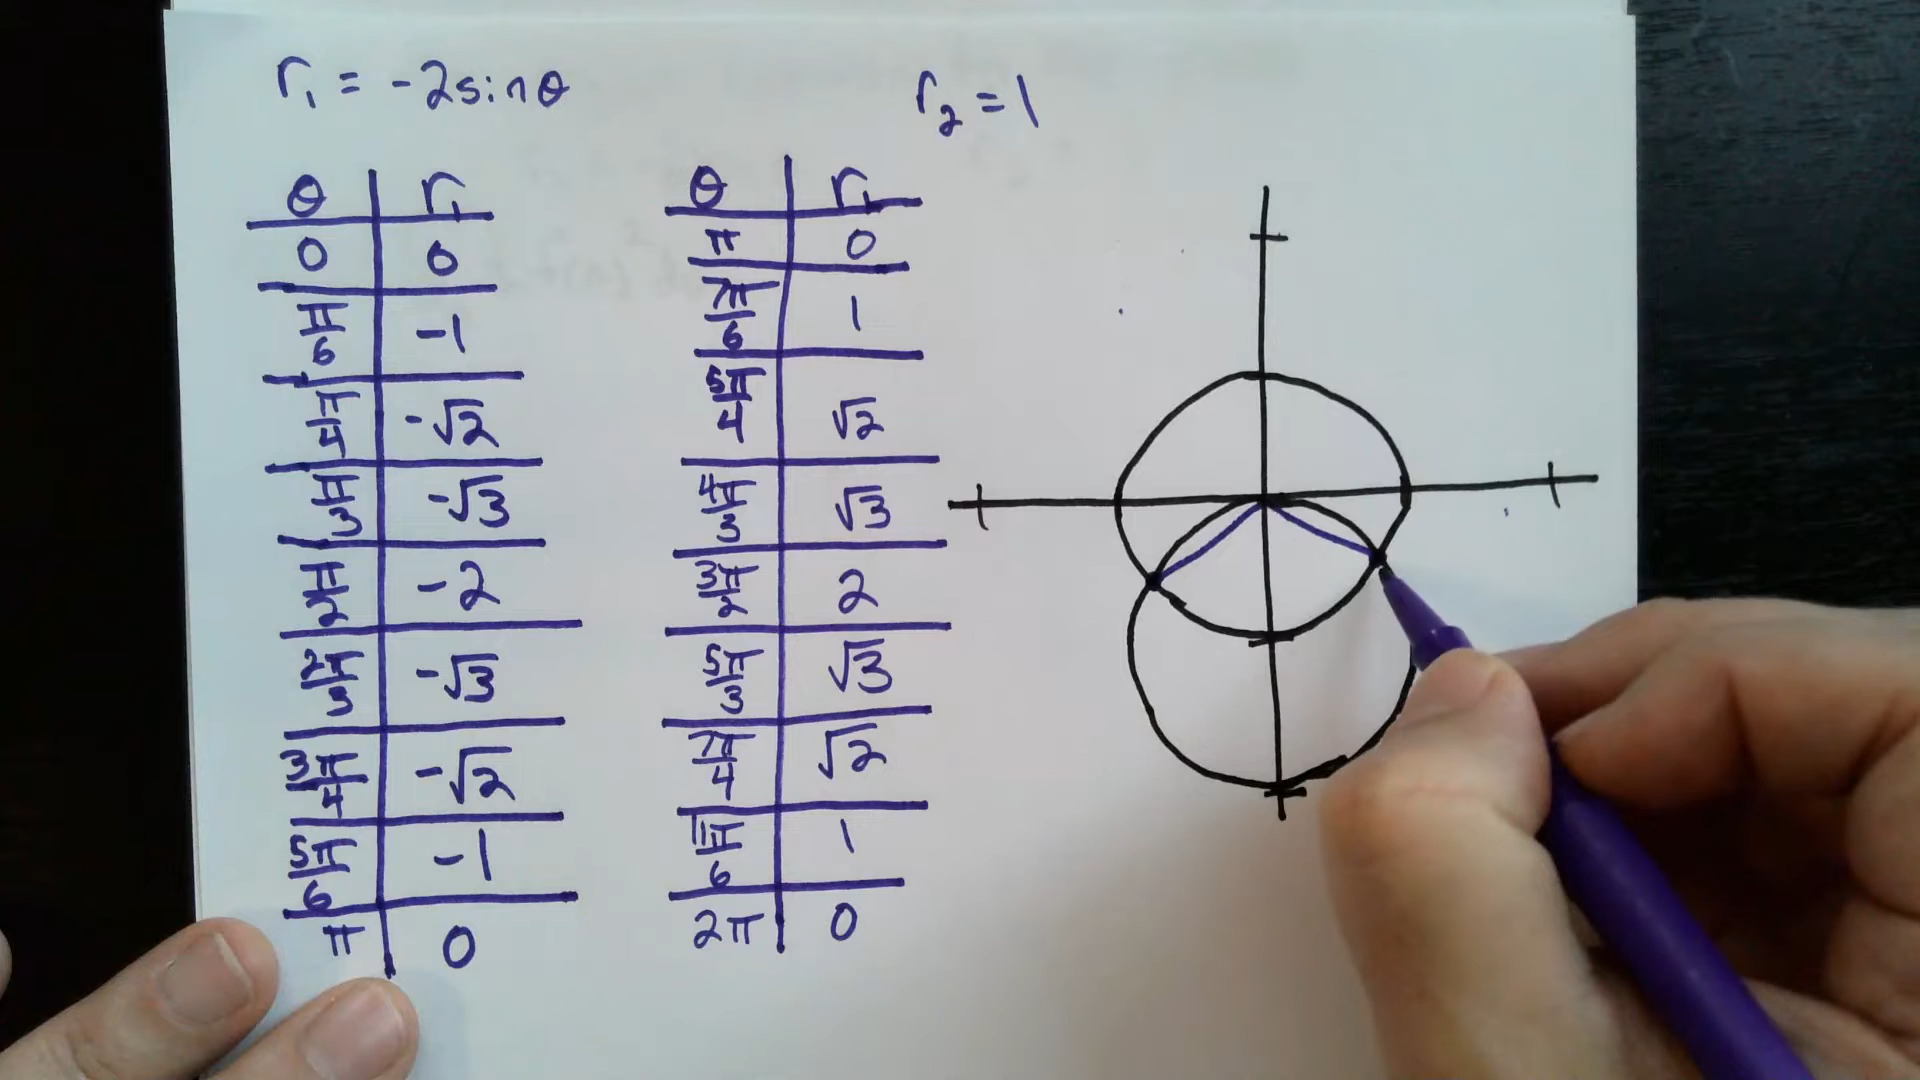 r₁ = -2sinθ
r₂ = 1
θ r₁
0 0
π/6 -1
π/4 -√2
π/3 -√3
π/2 -2
2π/3 -√3
3π/4 -√2
5π/6 -1
π 0
θ r₁
π 0
7π/6 1
5π/4 √2
4π/3 √3
3π/2 2
5π/3 √3
7π/4 √2
11π/6 1
2π 0